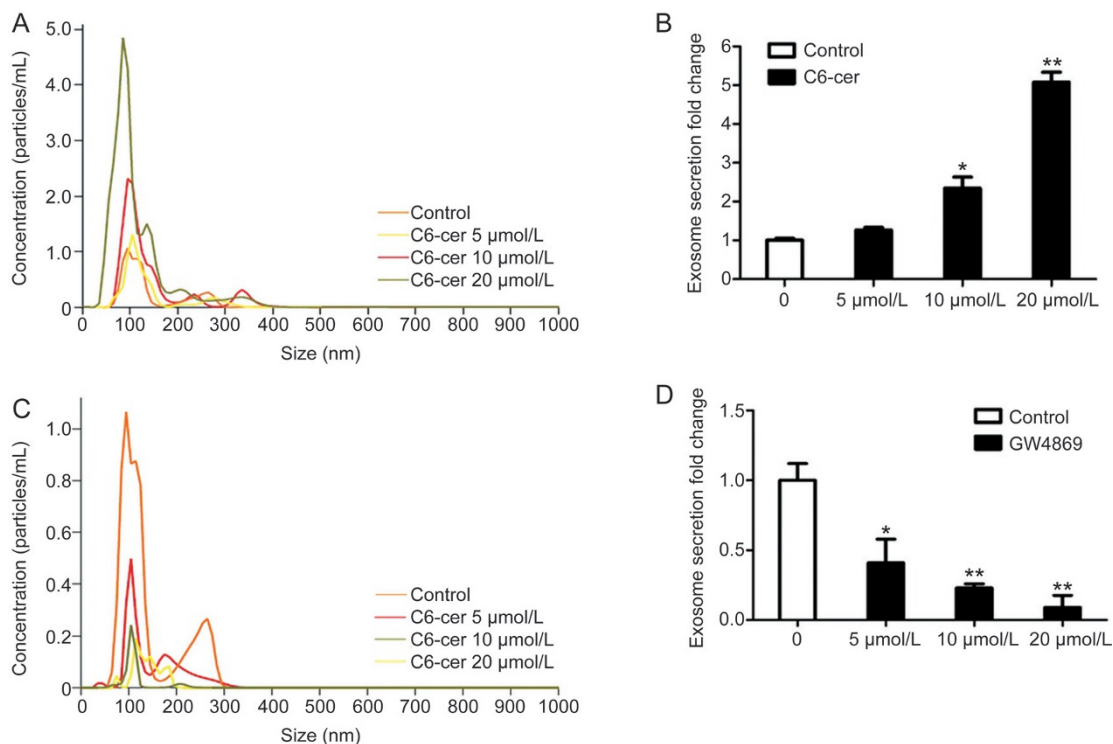 A
Concentration (particles/mL)
5.0
4.0
3.0
2.0
1.0
0
Control
C6-cer 5 μmol/L
C6-cer 10 μmol/L
C6-cer 20 μmol/L
0 100 200 300 400 500 600 700 800 900 1000
Size (nm)
B
Exosome secretion fold change
6
5
4
3
2
1
0
Control
C6-cer
*
**
0 5 μmol/L 10 μmol/L 20 μmol/L
C
Concentration (particles/mL)
1.0
0.8
0.6
0.4
0.2
0
Control
C6-cer 5 μmol/L
C6-cer 10 μmol/L
C6-cer 20 μmol/L
0 100 200 300 400 500 600 700 800 900 1000
Size (nm)
D
Exosome secretion fold change
1.5
1.0
0.5
0.0
Control
GW4869
*
**
**
0 5 μmol/L 10 μmol/L 20 μmol/L